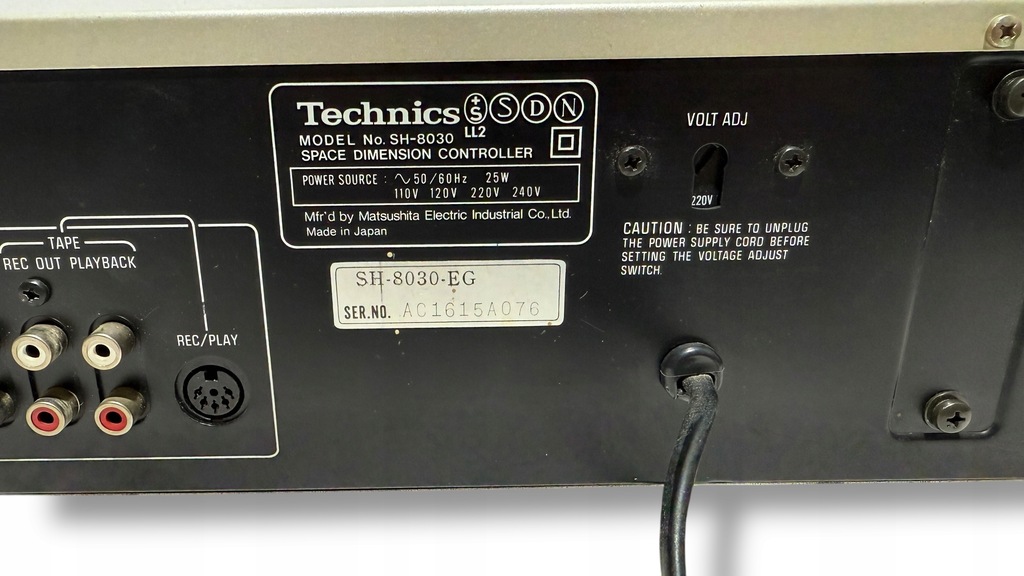 Technics +S S D N
MODEL No. SH-8030 LL2
SPACE DIMENSION CONTROLLER
POWER SOURCE : ∿ 50/60Hz 25W
110V 120V 220V 240V
Mfr'd by Matsushita Electric Industrial Co., Ltd.
Made in Japan
SH-8030-EG
SER.NO. AC1615A076
VOLT ADJ
220V
CAUTION : BE SURE TO UNPLUG
THE POWER SUPPLY CORD BEFORE
SETTING THE VOLTAGE ADJUST
SWITCH.
TAPE
REC OUT PLAYBACK
REC/PLAY